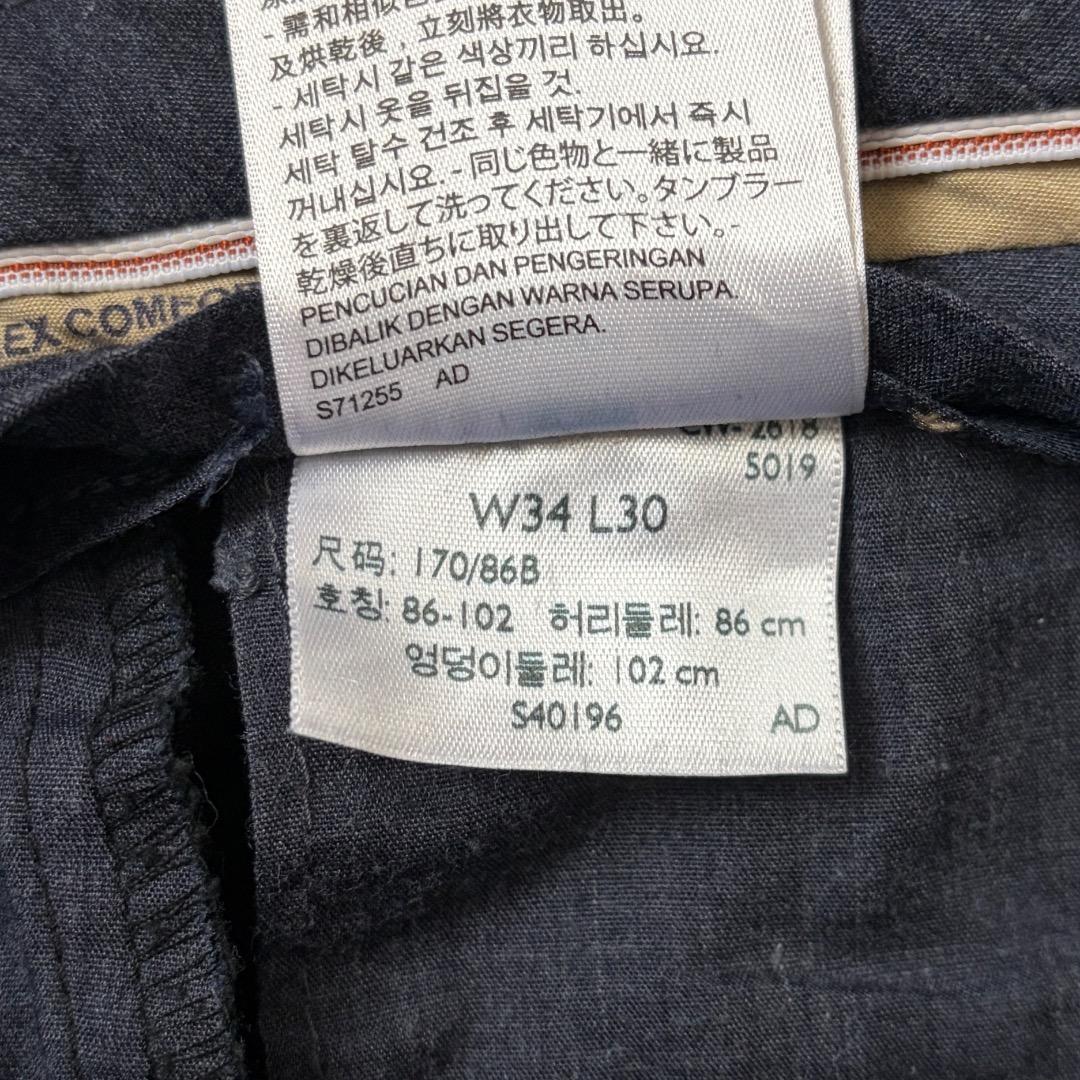 - 需和相似色
及烘乾後，立刻將衣物取出。
- 세탁시 같은 색상끼리 하십시요.
세탁시 옷을 뒤집을 것.
세탁 탈수 건조 후 세탁기에서 즉시
꺼내십시요. - 同じ色物と一緒に製品
を裏返して洗ってください。タンブラー
乾燥後直ちに取り出して下さい。-
PENCUCIAN DAN PENGERINGAN
DIBALIK DENGAN WARNA SERUPA.
DIKELUARKAN SEGERA.
S71255 AD
EX COMFO
5019
W34 L30
尺码: 170/86B
호칭: 86-102 허리둘레: 86 cm
엉덩이둘레: 102 cm
S40196 AD